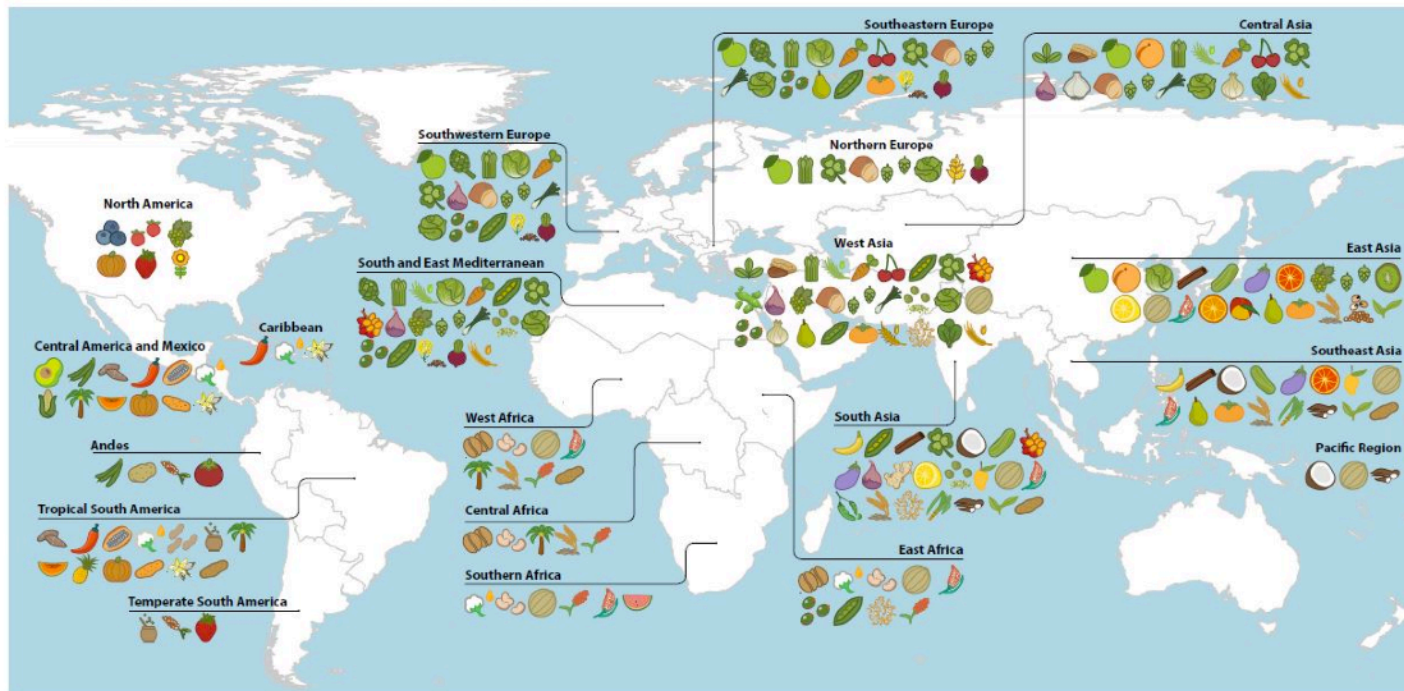 Southeastern Europe
Central Asia
Southwestern Europe
Northern Europe
North America
West Asia
East Asia
South and East Mediterranean
Caribbean
Central America and Mexico
Southeast Asia
West Africa
South Asia
Andes
Pacific Region
Tropical South America
Central Africa
East Africa
Southern Africa
Temperate South America